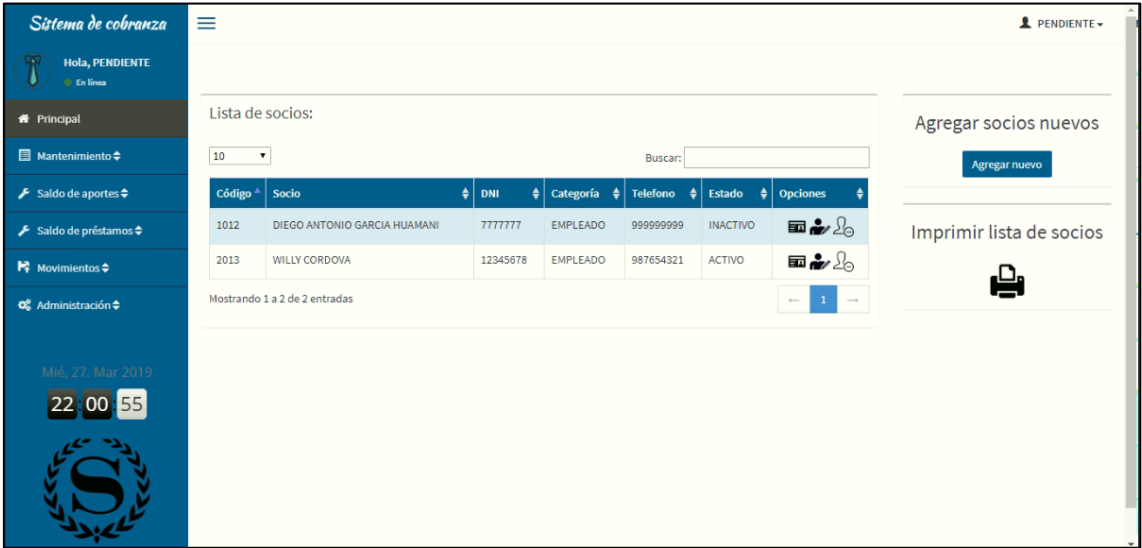 Sistema de cobranza
PENDIENTE
Hola, PENDIENTE
En línea
Principal
Mantenimiento
Saldo de aportes
Saldo de préstamos
Movimientos
Administración
Mié, 27. Mar 2019
22:00:55
S
Lista de socios:
10
Buscar:
Código Socio DNI Categoría Telefono Estado Opciones
1012 DIEGO ANTONIO GARCIA HUAMANI 7777777 EMPLEADO 999999999 INACTIVO
2013 WILLY CORDOVA 12345678 EMPLEADO 987654321 ACTIVO
Mostrando 1 a 2 de 2 entradas
← 1 →
Agregar socios nuevos
Agregar nuevo
Imprimir lista de socios